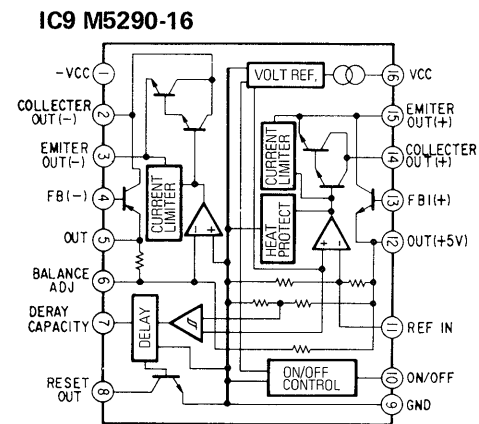 IC9 M5290-16
-VCC
1
COLLECTER
OUT(-)
2
EMITER
OUT(-)
3
FB(-)
4
OUT
5
BALANCE
ADJ
6
DERAY
CAPACITY
7
RESET
OUT
8
VOLT REF,
16
VCC
15
EMITER
OUT(+)
14
COLLECTER
OUT(+)
13
FBI(+)
12
OUT(+5V)
11
REF IN
10
ON/OFF
9
GND
CURRENT
LIMITER
CURRENT
LIMITER
HEAT
PROTECT
- +
+ -
DELAY
ON/OFF
CONTROL